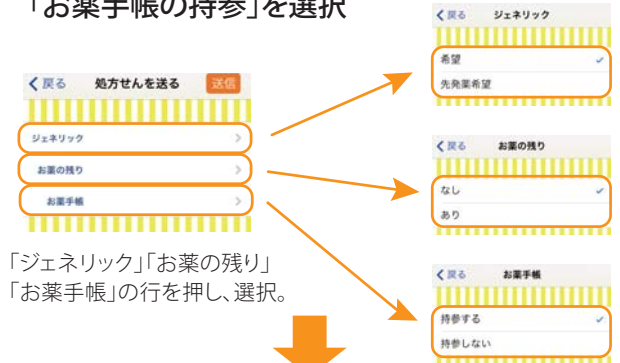 「お薬手帳の持参」を選択
戻る 処方せんを送る 送信
ジェネリック
お薬の残り
お薬手帳
「ジェネリック」「お薬の残り」
「お薬手帳」の行を押し、選択。
戻る ジェネリック
希望
先発薬希望
戻る お薬の残り
なし
あり
戻る お薬手帳
持参する
持参しない